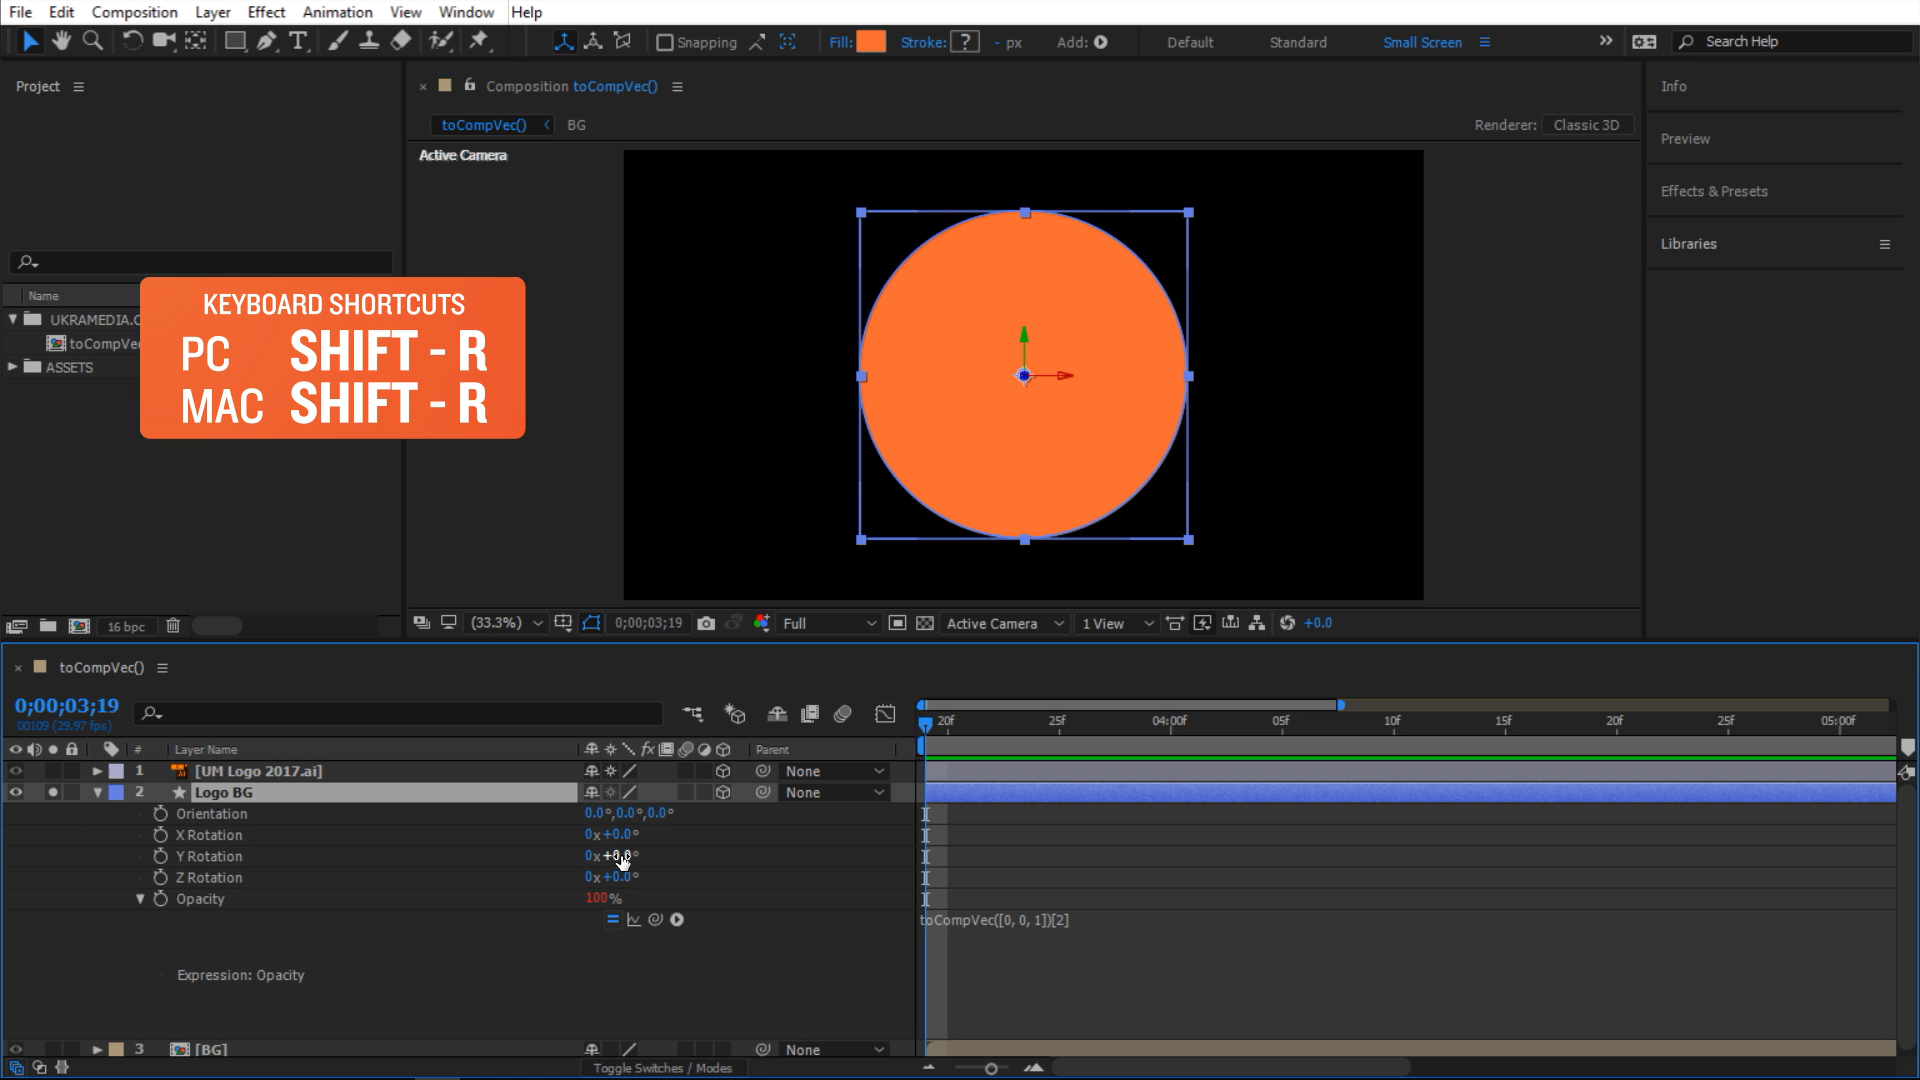 File Edit Composition Layer Effect Animation View Window Help
Snapping Fill: Stroke: ? - px Add: Default Standard Small Screen Search Help
Project
Composition toCompVec()
Info
toCompVec() BG Renderer: Classic 3D
Preview
Active Camera
Effects & Presets
Libraries
Name
UKRAMEDIA.C
toCompVec
ASSETS
KEYBOARD SHORTCUTS
PC SHIFT - R
MAC SHIFT - R
16 bpc
(33.3%) 0;00;03;19 Full Active Camera 1 View +0.0
toCompVec()
0;00;03;19
00109 (29.97 fps)
20f 25f 04:00f 05f 10f 15f 20f 25f 05:00f
# Layer Name fx Parent
1 [UM Logo 2017.ai] None
2 Logo BG None
Orientation 0.0°,0.0°,0.0°
X Rotation 0x+0.0°
Y Rotation 0x+0.0°
Z Rotation 0x+0.0°
Opacity 100%
toCompVec([0, 0, 1])[2]
Expression: Opacity
3 [BG] None
Toggle Switches / Modes